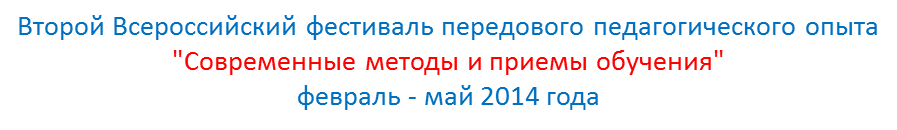 Второй Всероссийский фестиваль передового педагогического опыта
"Современные методы и приемы обучения"
февраль - май 2014 года